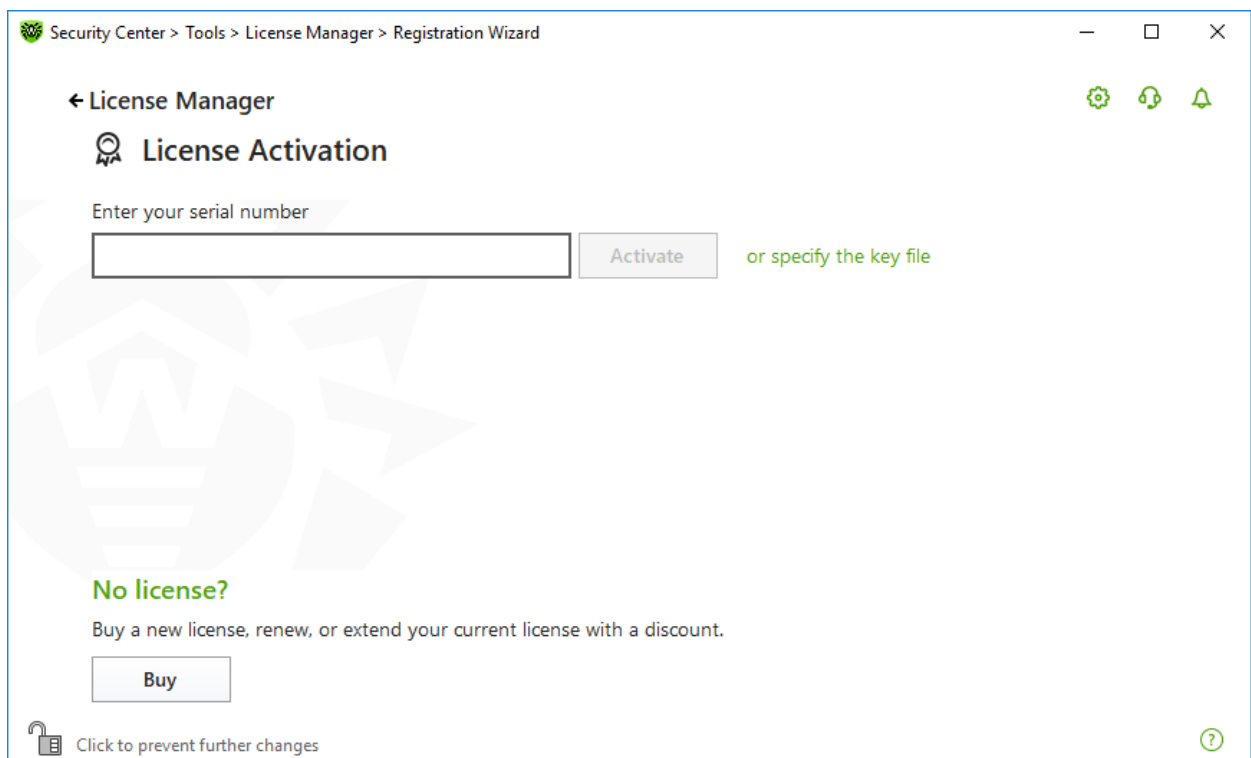 Security Center > Tools > License Manager > Registration Wizard
License Manager
License Activation
Enter your serial number
Activate
or specify the key file
No license?
Buy a new license, renew, or extend your current license with a discount.
Buy
Click to prevent further changes
?